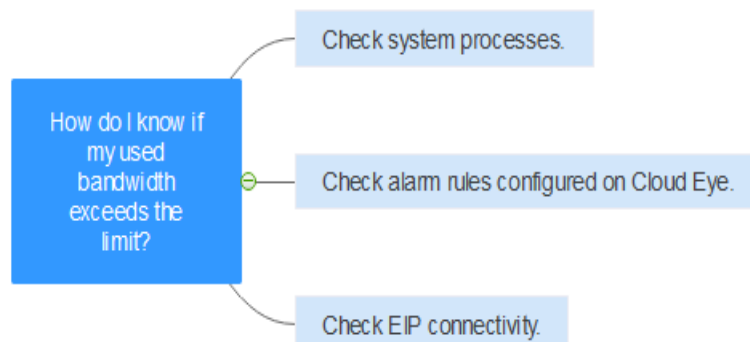 How do I know if
my used
bandwidth
exceeds the
limit?
Check system processes.
Check alarm rules configured on Cloud Eye.
Check EIP connectivity.